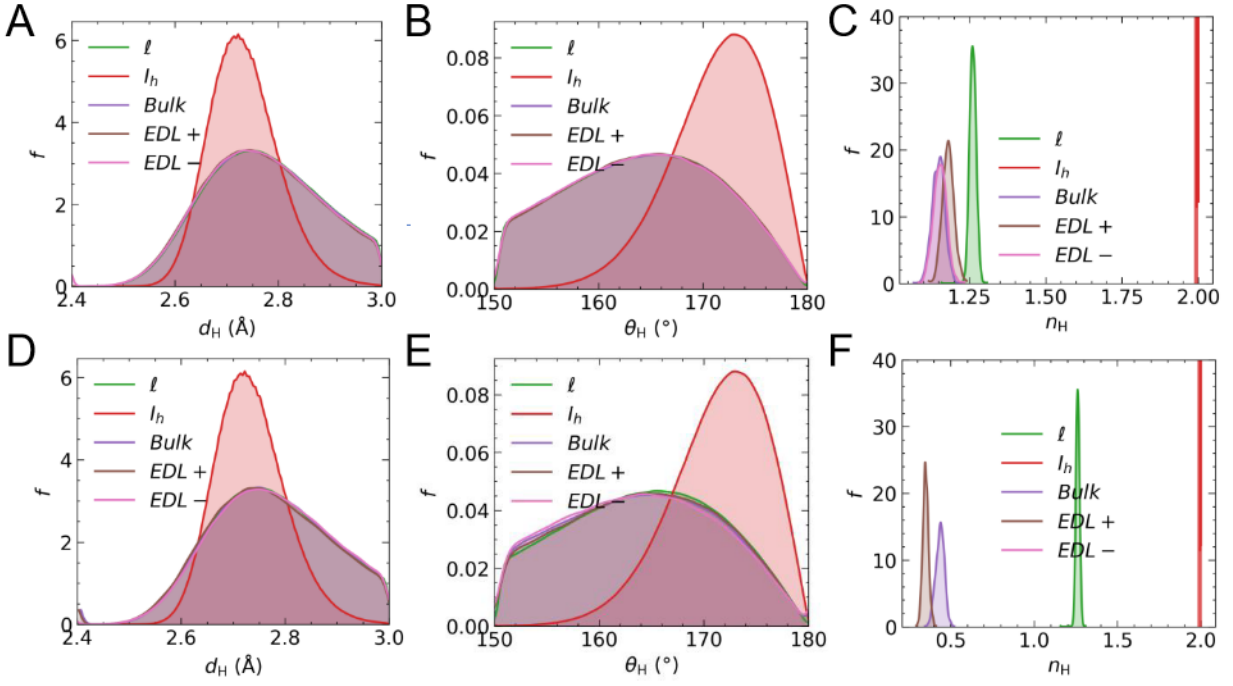 A
6
4
2
0
2.4
2.6
2.8
3.0
f
d_H (Å)
ℓ
I_h
Bulk
EDL +
EDL −
B
0.08
0.06
0.04
0.02
0.00
150
160
170
180
f
θ_H (°)
ℓ
I_h
Bulk
EDL +
EDL −
C
40
30
20
10
0
1.25
1.50
1.75
2.00
f
n_H
ℓ
I_h
Bulk
EDL +
EDL −
D
6
4
2
0
2.4
2.6
2.8
3.0
f
d_H (Å)
ℓ
I_h
Bulk
EDL +
EDL −
E
0.08
0.06
0.04
0.02
0.00
150
160
170
180
f
θ_H (°)
ℓ
I_h
Bulk
EDL +
EDL −
F
40
30
20
10
0
0.5
1.0
1.5
2.0
f
n_H
ℓ
I_h
Bulk
EDL +
EDL −